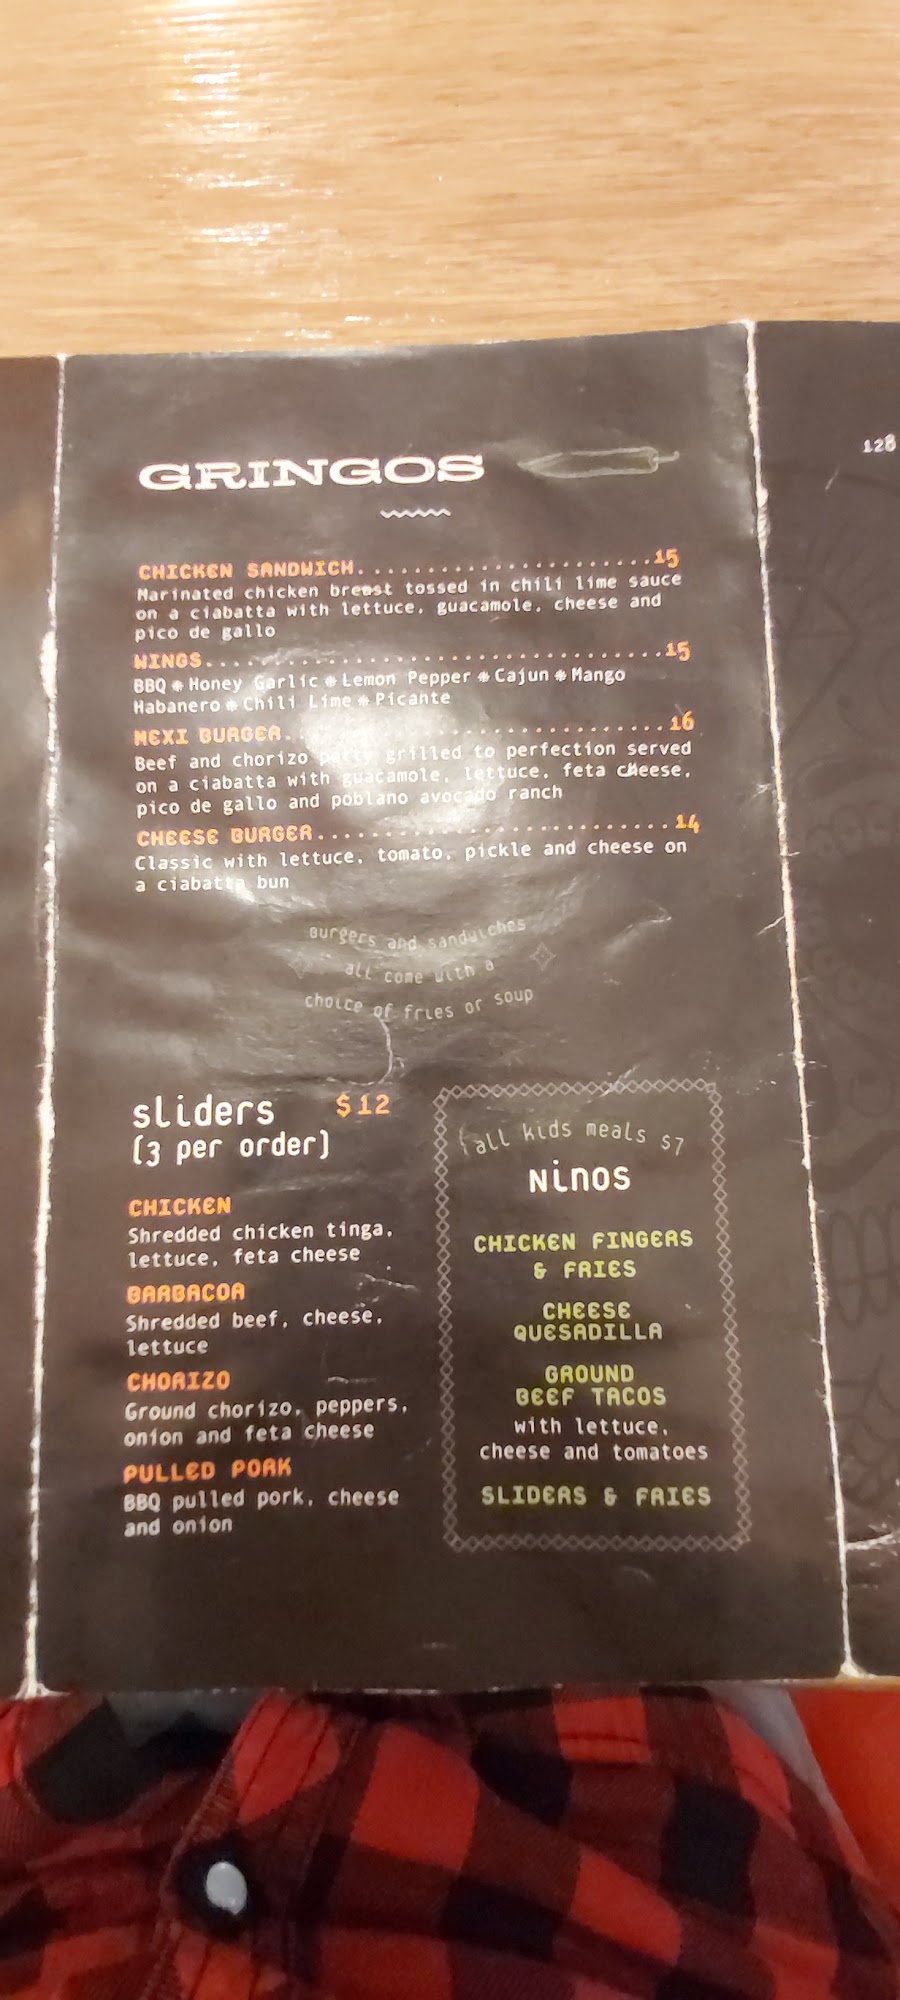 128
GRINGOS
CHICKEN SANDWICH.......................15
Marinated chicken breast tossed in chili lime sauce
on a ciabatta with lettuce, guacamole, cheese and
pico de gallo
WINGS....................................15
BBQ * Honey Garlic * Lemon Pepper * Cajun * Mango
Habanero * Chili Lime * Picante
MEXI BURGER..............................16
Beef and chorizo patty grilled to perfection served
on a ciabatta with guacamole, lettuce, feta cheese,
pico de gallo and poblano avocado ranch
CHEESE BURGER...........................14
Classic with lettuce, tomato, pickle and cheese on
a ciabatta bun
Burgers and sandwiches
all come with a
choice of fries or soup
sliders $12
(3 per order)
CHICKEN
Shredded chicken tinga,
lettuce, feta cheese
BARBACOA
Shredded beef, cheese,
lettuce
CHORIZO
Ground chorizo, peppers,
onion and feta cheese
PULLED PORK
BBQ pulled pork, cheese
and onion
all kids meals $7
Ninos
CHICKEN FINGERS
& FRIES
CHEESE
QUESADILLA
GROUND
BEEF TACOS
with lettuce,
cheese and tomatoes
SLIDERS & FRIES